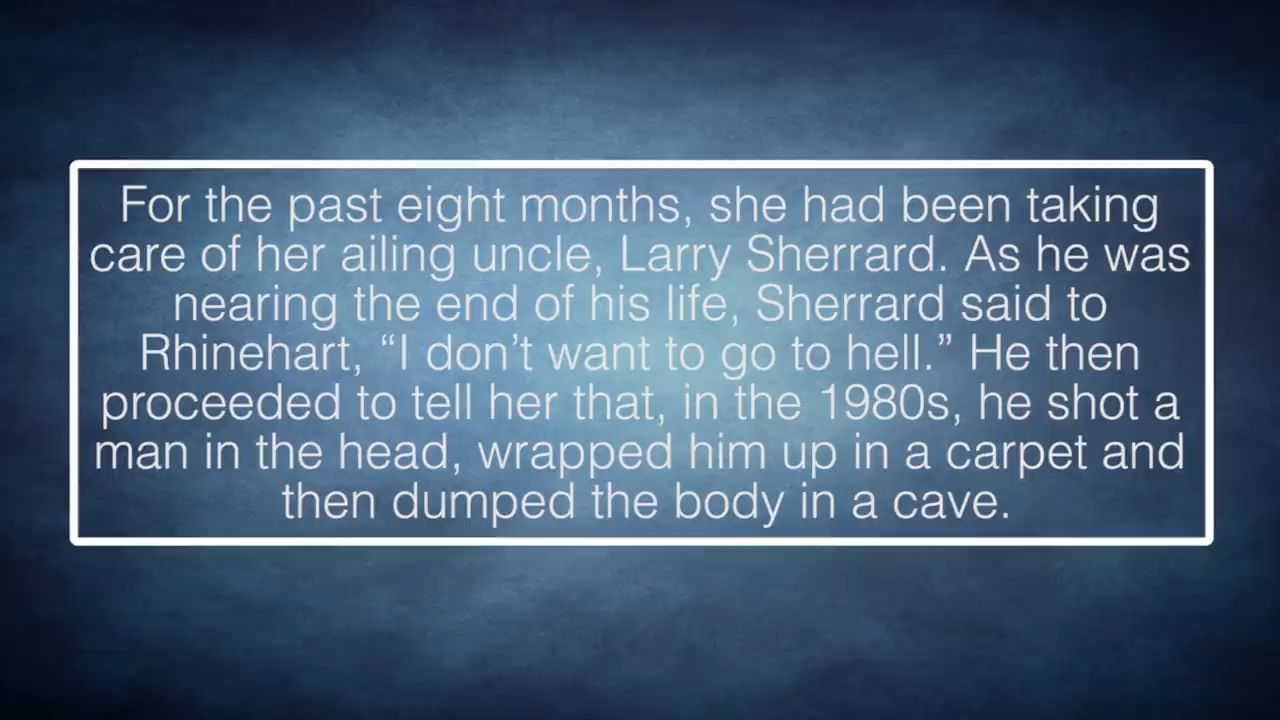 For the past eight months, she had been taking
care of her ailing uncle, Larry Sherrard. As he was
nearing the end of his life, Sherrard said to
Rhinehart, “I don’t want to go to hell.” He then
proceeded to tell her that, in the 1980s, he shot a
man in the head, wrapped him up in a carpet and
then dumped the body in a cave.